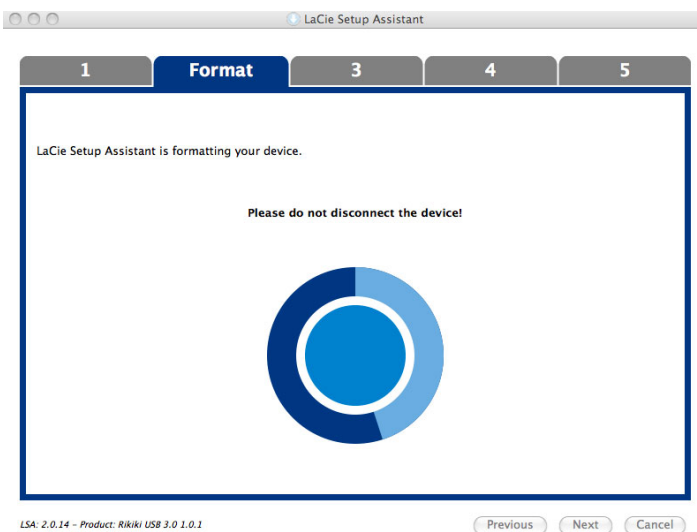 LaCie Setup Assistant
1 Format 3 4 5
LaCie Setup Assistant is formatting your device.
Please do not disconnect the device!
LSA: 2.0.14 – Product: Rikiki USB 3.0 1.0.1
Previous Next Cancel